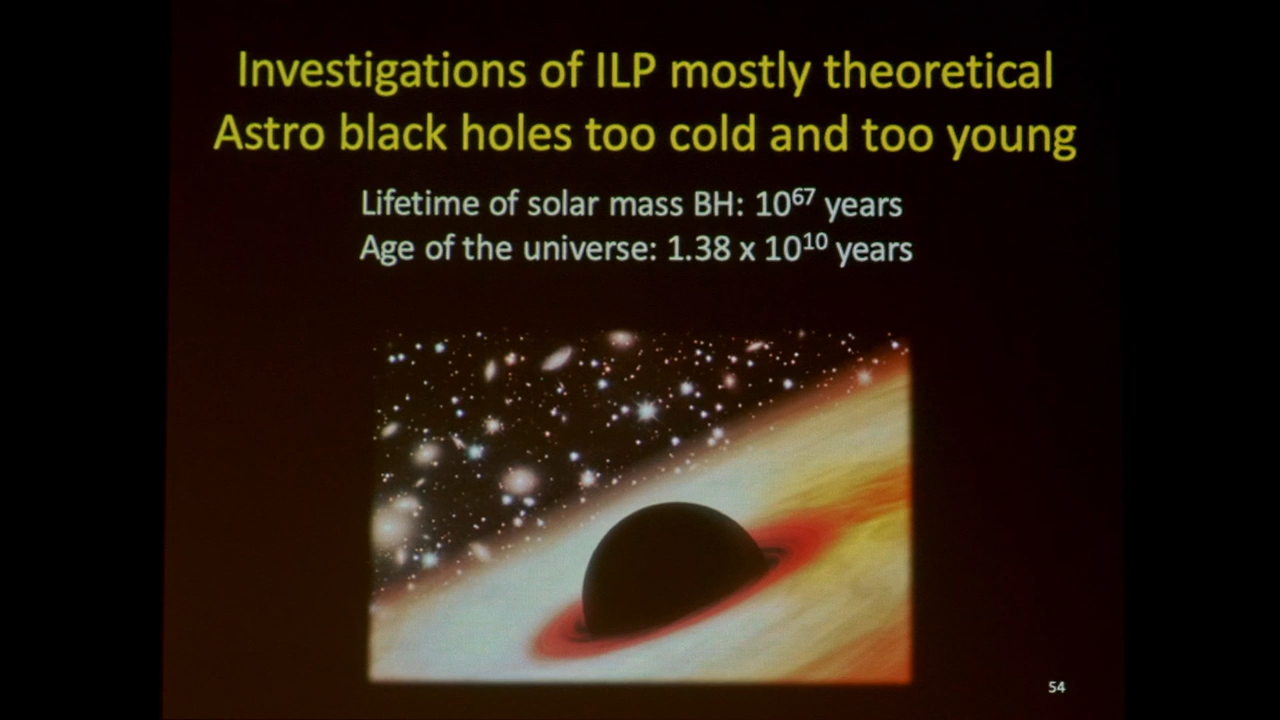 Investigations of ILP mostly theoretical
Astro black holes too cold and too young
Lifetime of solar mass BH: 10⁶⁷ years
Age of the universe: 1.38 x 10¹⁰ years
54